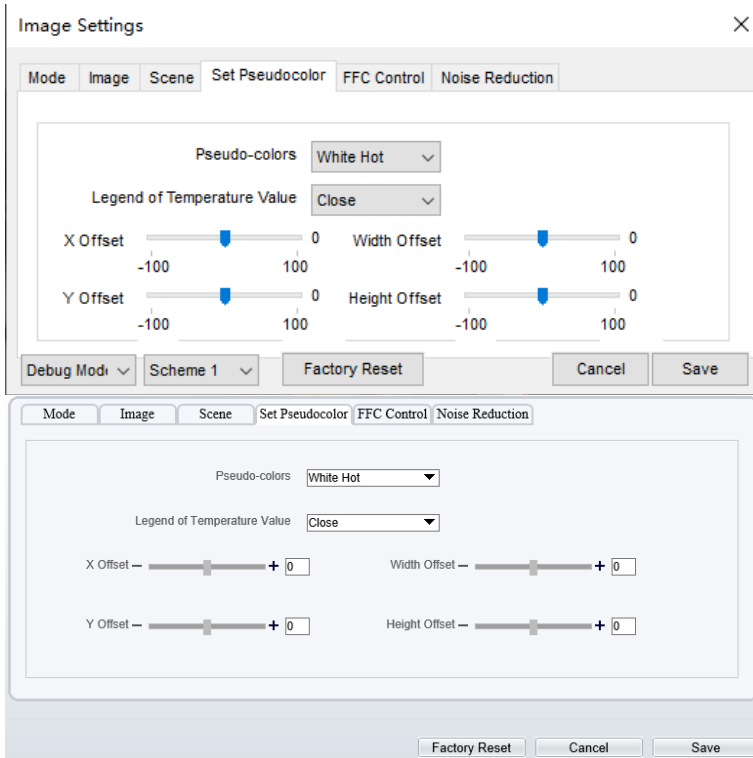 Image Settings
Mode Image Scene Set Pseudocolor FFC Control Noise Reduction
Pseudo-colors White Hot
Legend of Temperature Value Close
X Offset 0 Width Offset 0
-100 100 -100 100
Y Offset 0 Height Offset 0
-100 100 -100 100
Debug Mod Scheme 1 Factory Reset Cancel Save
Mode Image Scene Set Pseudocolor FFC Control Noise Reduction
Pseudo-colors White Hot
Legend of Temperature Value Close
X Offset 0 Width Offset 0
Y Offset 0 Height Offset 0
Factory Reset Cancel Save